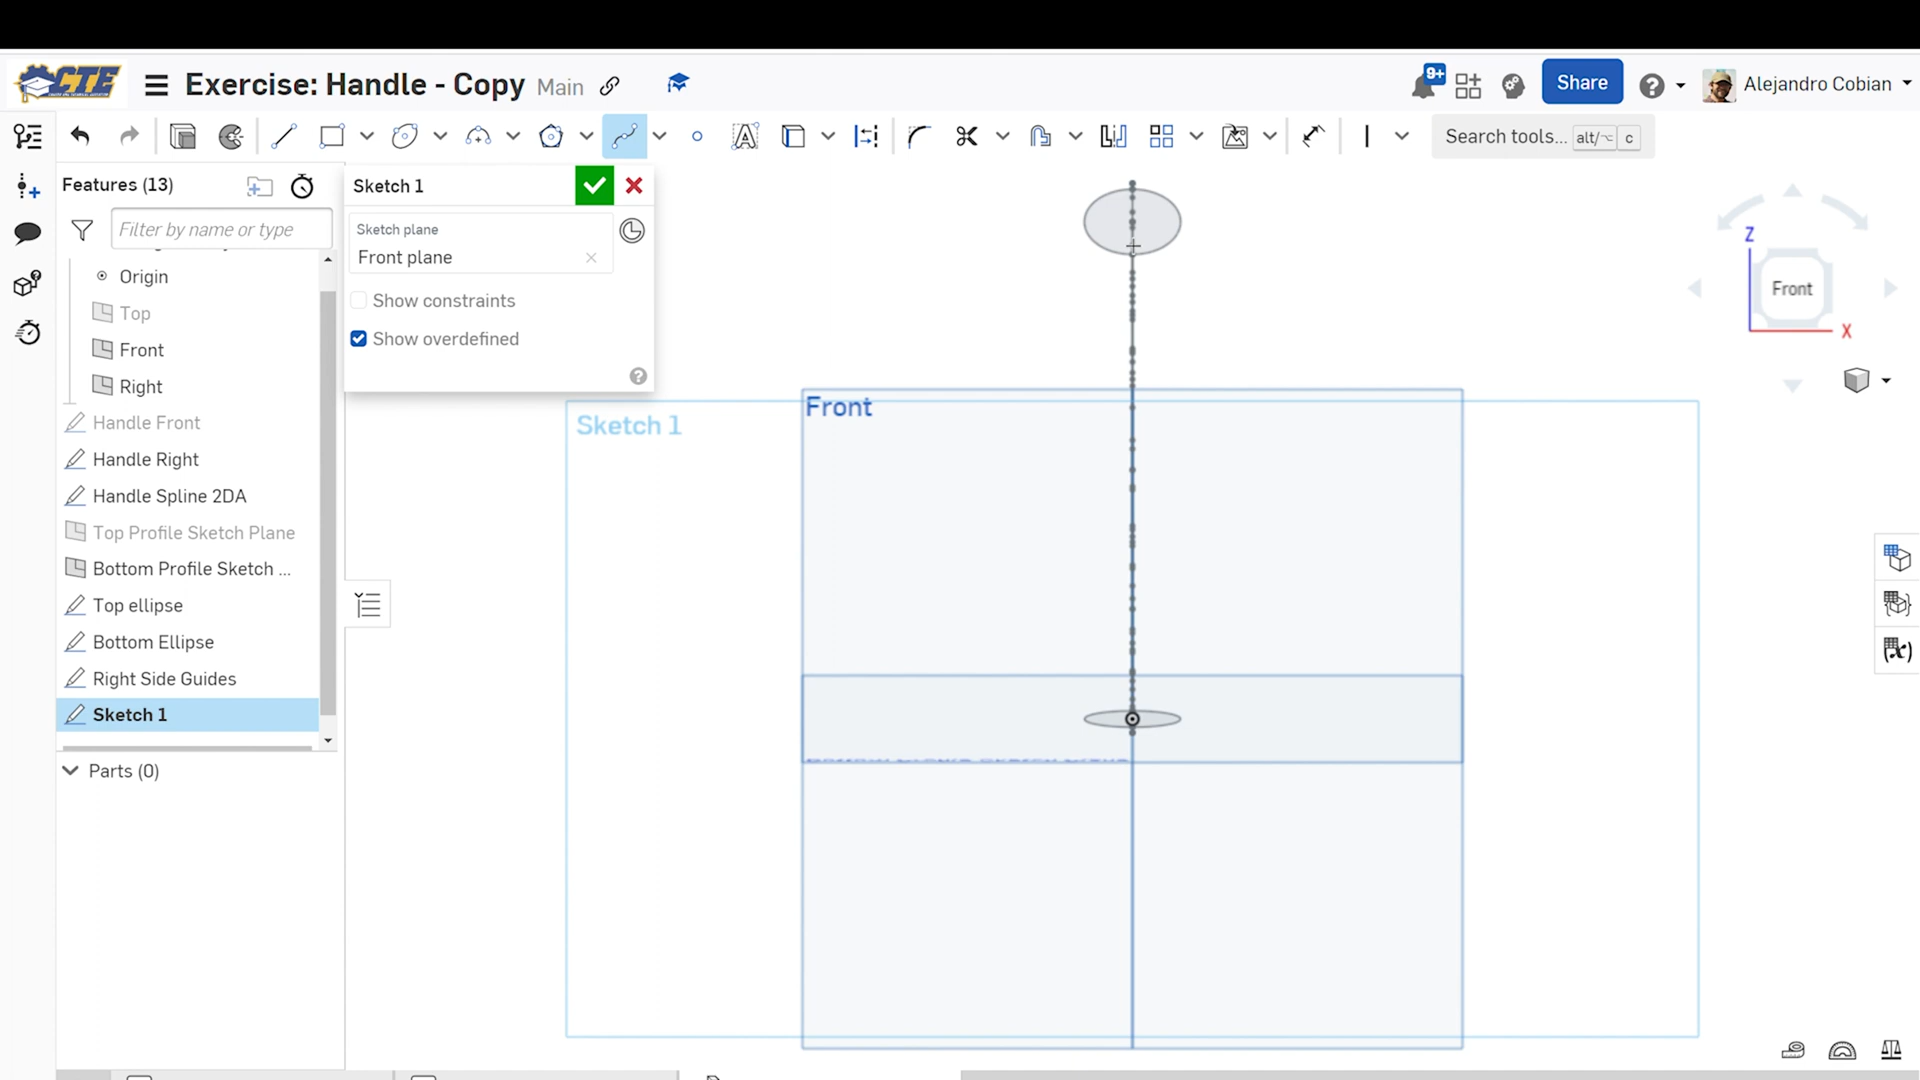 CTE
Exercise: Handle - Copy Main
9+
Share
Alejandro Cobian
Search tools... alt/⌥ c
Features (13)
Filter by name or type
Origin
Top
Front
Right
Handle Front
Handle Right
Handle Spline 2DA
Top Profile Sketch Plane
Bottom Profile Sketch ...
Top ellipse
Bottom Ellipse
Right Side Guides
Sketch 1
Parts (0)
Sketch 1
Sketch plane
Front plane
Show constraints
Show overdefined
Sketch 1
Front
Z
Front
X
(x)